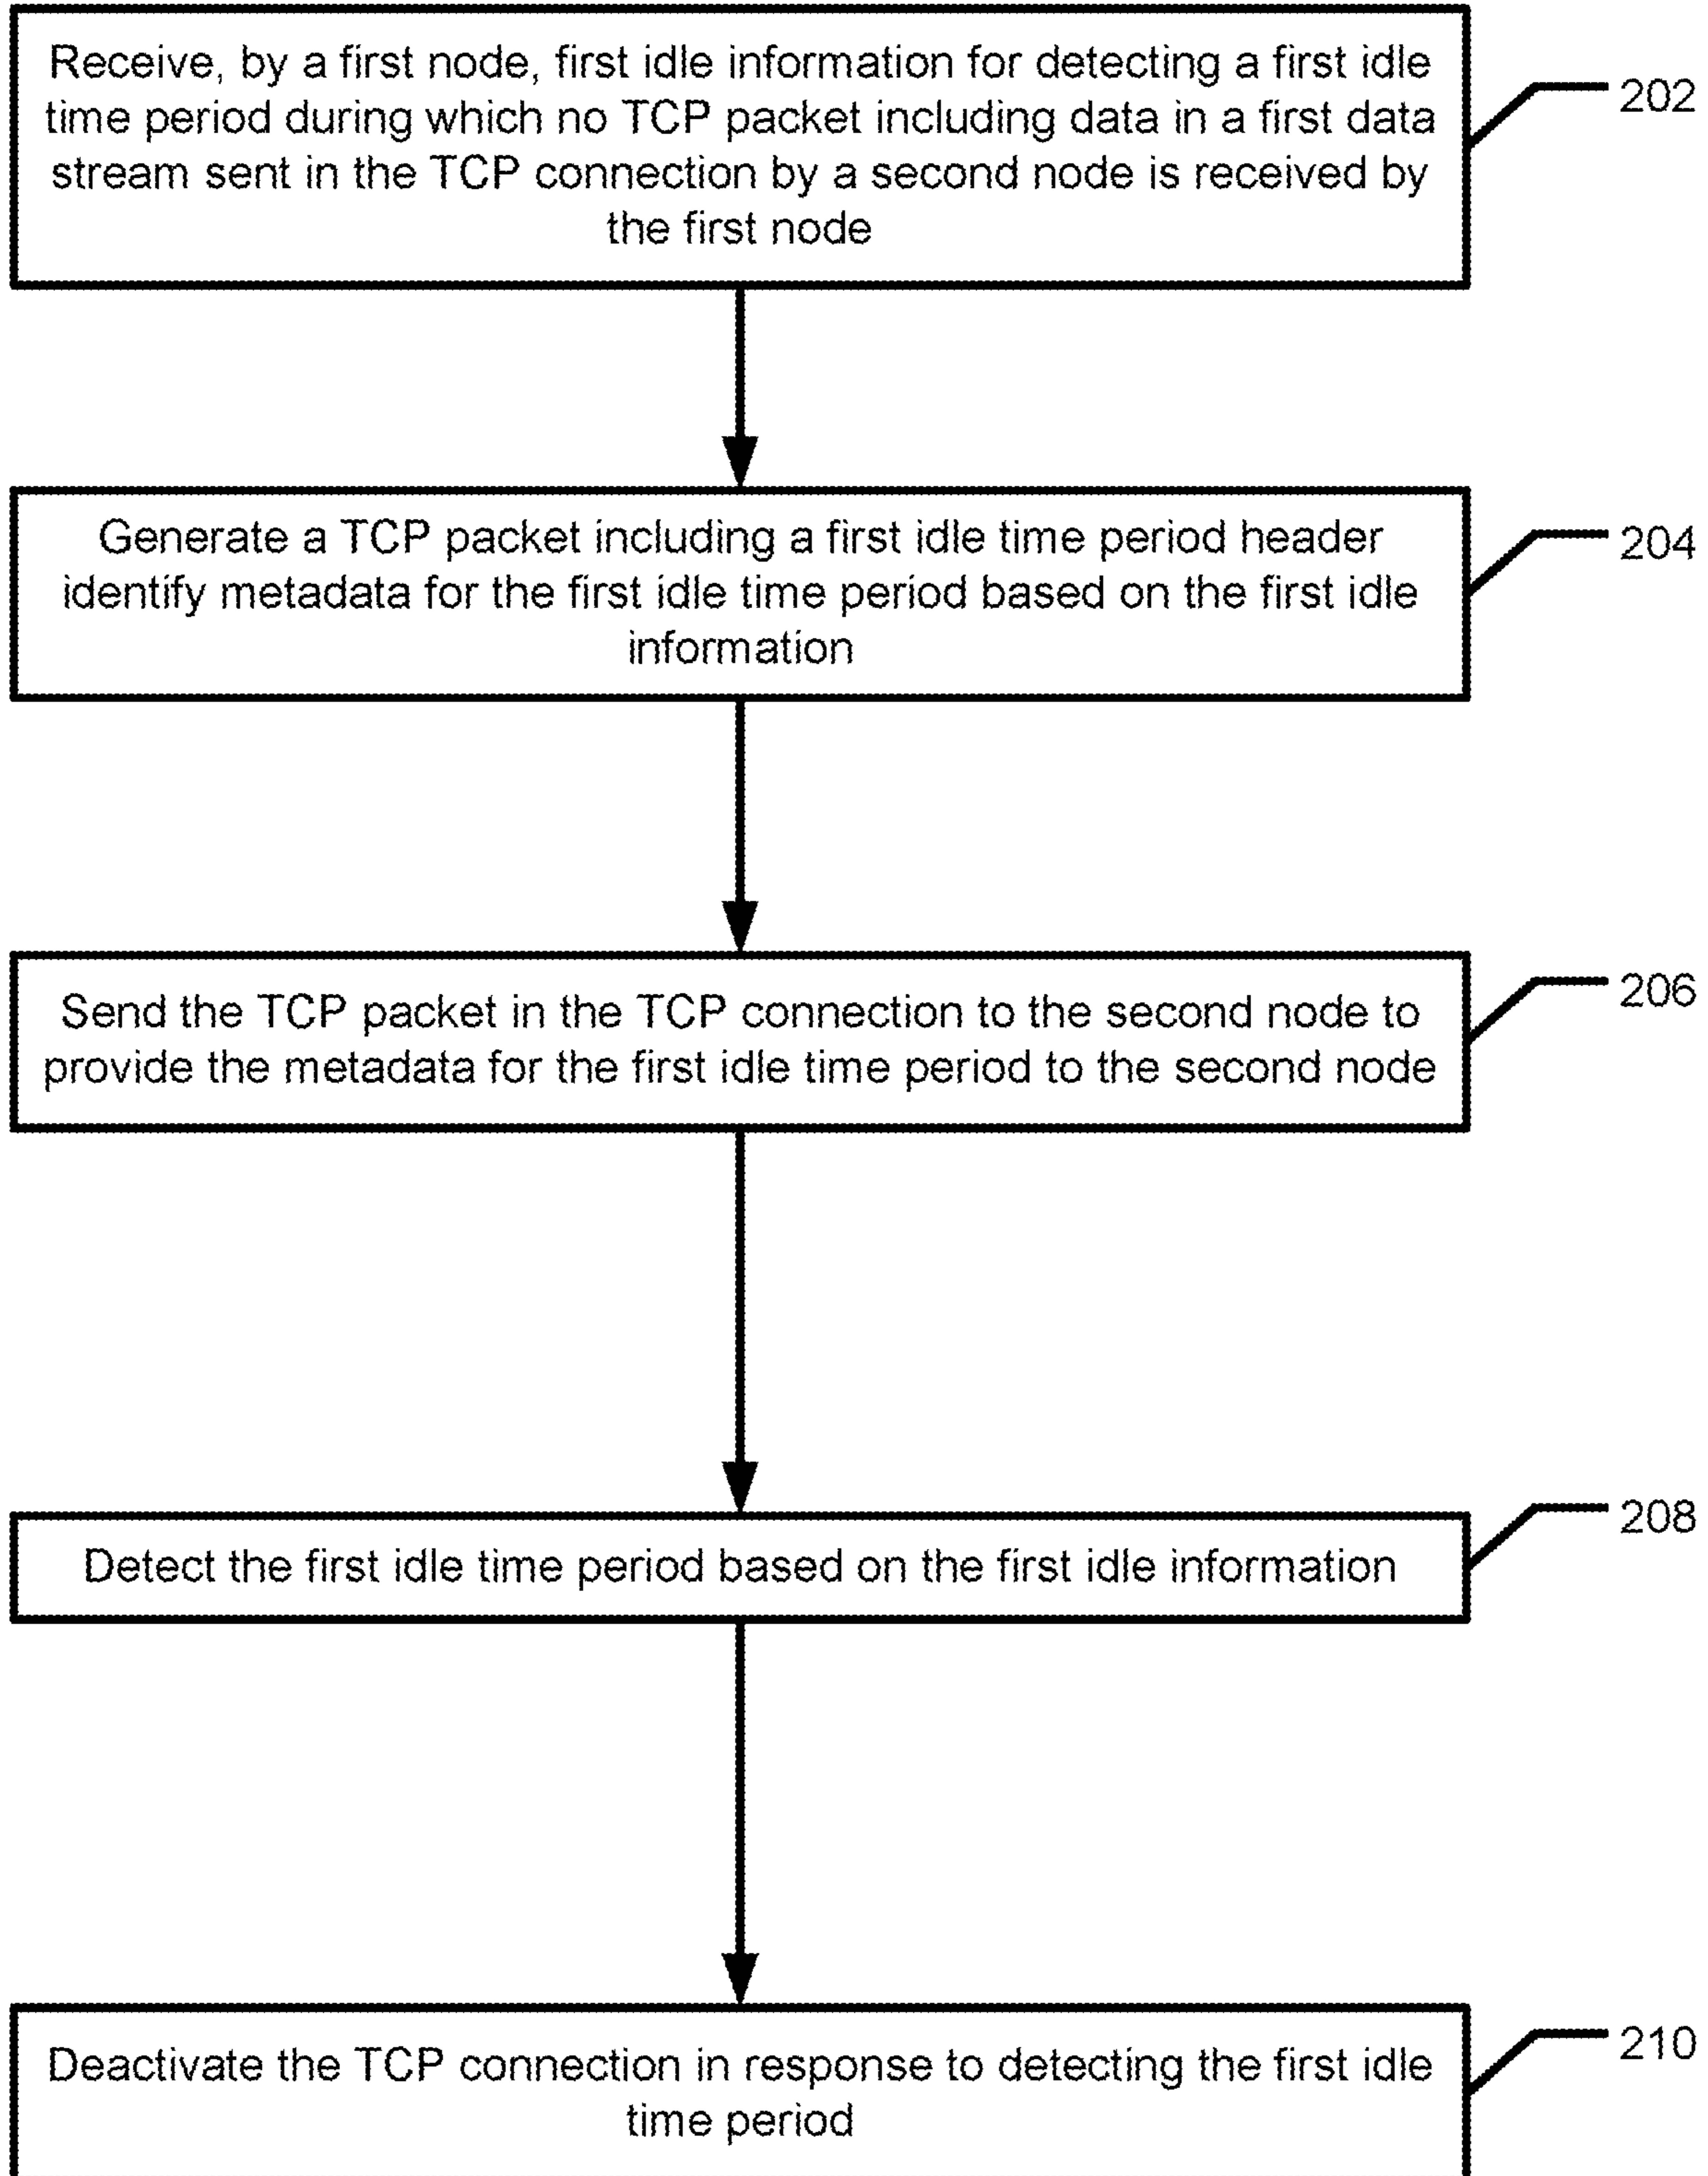 Receive, by a first node, first idle information for detecting a first idle
time period during which no TCP packet including data in a first data
stream sent in the TCP connection by a second node is received by
the first node
202
Generate a TCP packet including a first idle time period header
identify metadata for the first idle time period based on the first idle
information
204
Send the TCP packet in the TCP connection to the second node to
provide the metadata for the first idle time period to the second node
206
Detect the first idle time period based on the first idle information
208
Deactivate the TCP connection in response to detecting the first idle
time period
210